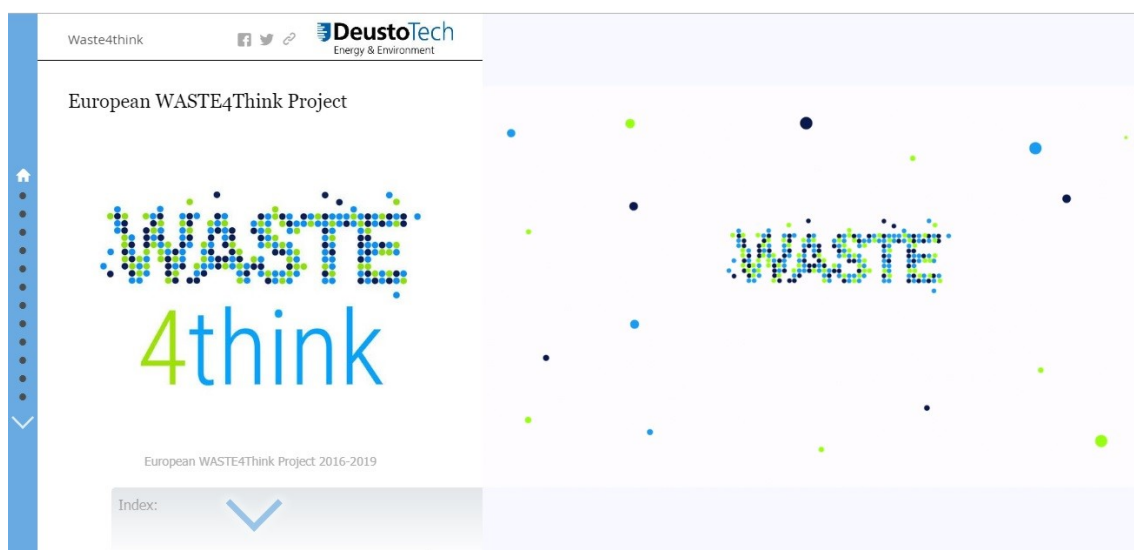 Waste4think
DeustoTech
Energy & Environment
European WASTE4Think Project
WASTE
4think
European WASTE4Think Project 2016-2019
Index:
WASTE